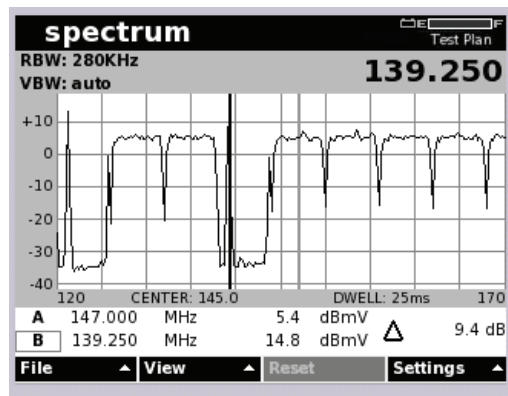 spectrum
E F
Test Plan
RBW: 280KHz
139.250
VBW: auto
+10
0
-10
-20
-30
-40
120 CENTER: 145.0 DWELL: 25ms 170
A 147.000 MHz 5.4 dBmV
Δ 9.4 dB
B 139.250 MHz 14.8 dBmV
File View Reset Settings